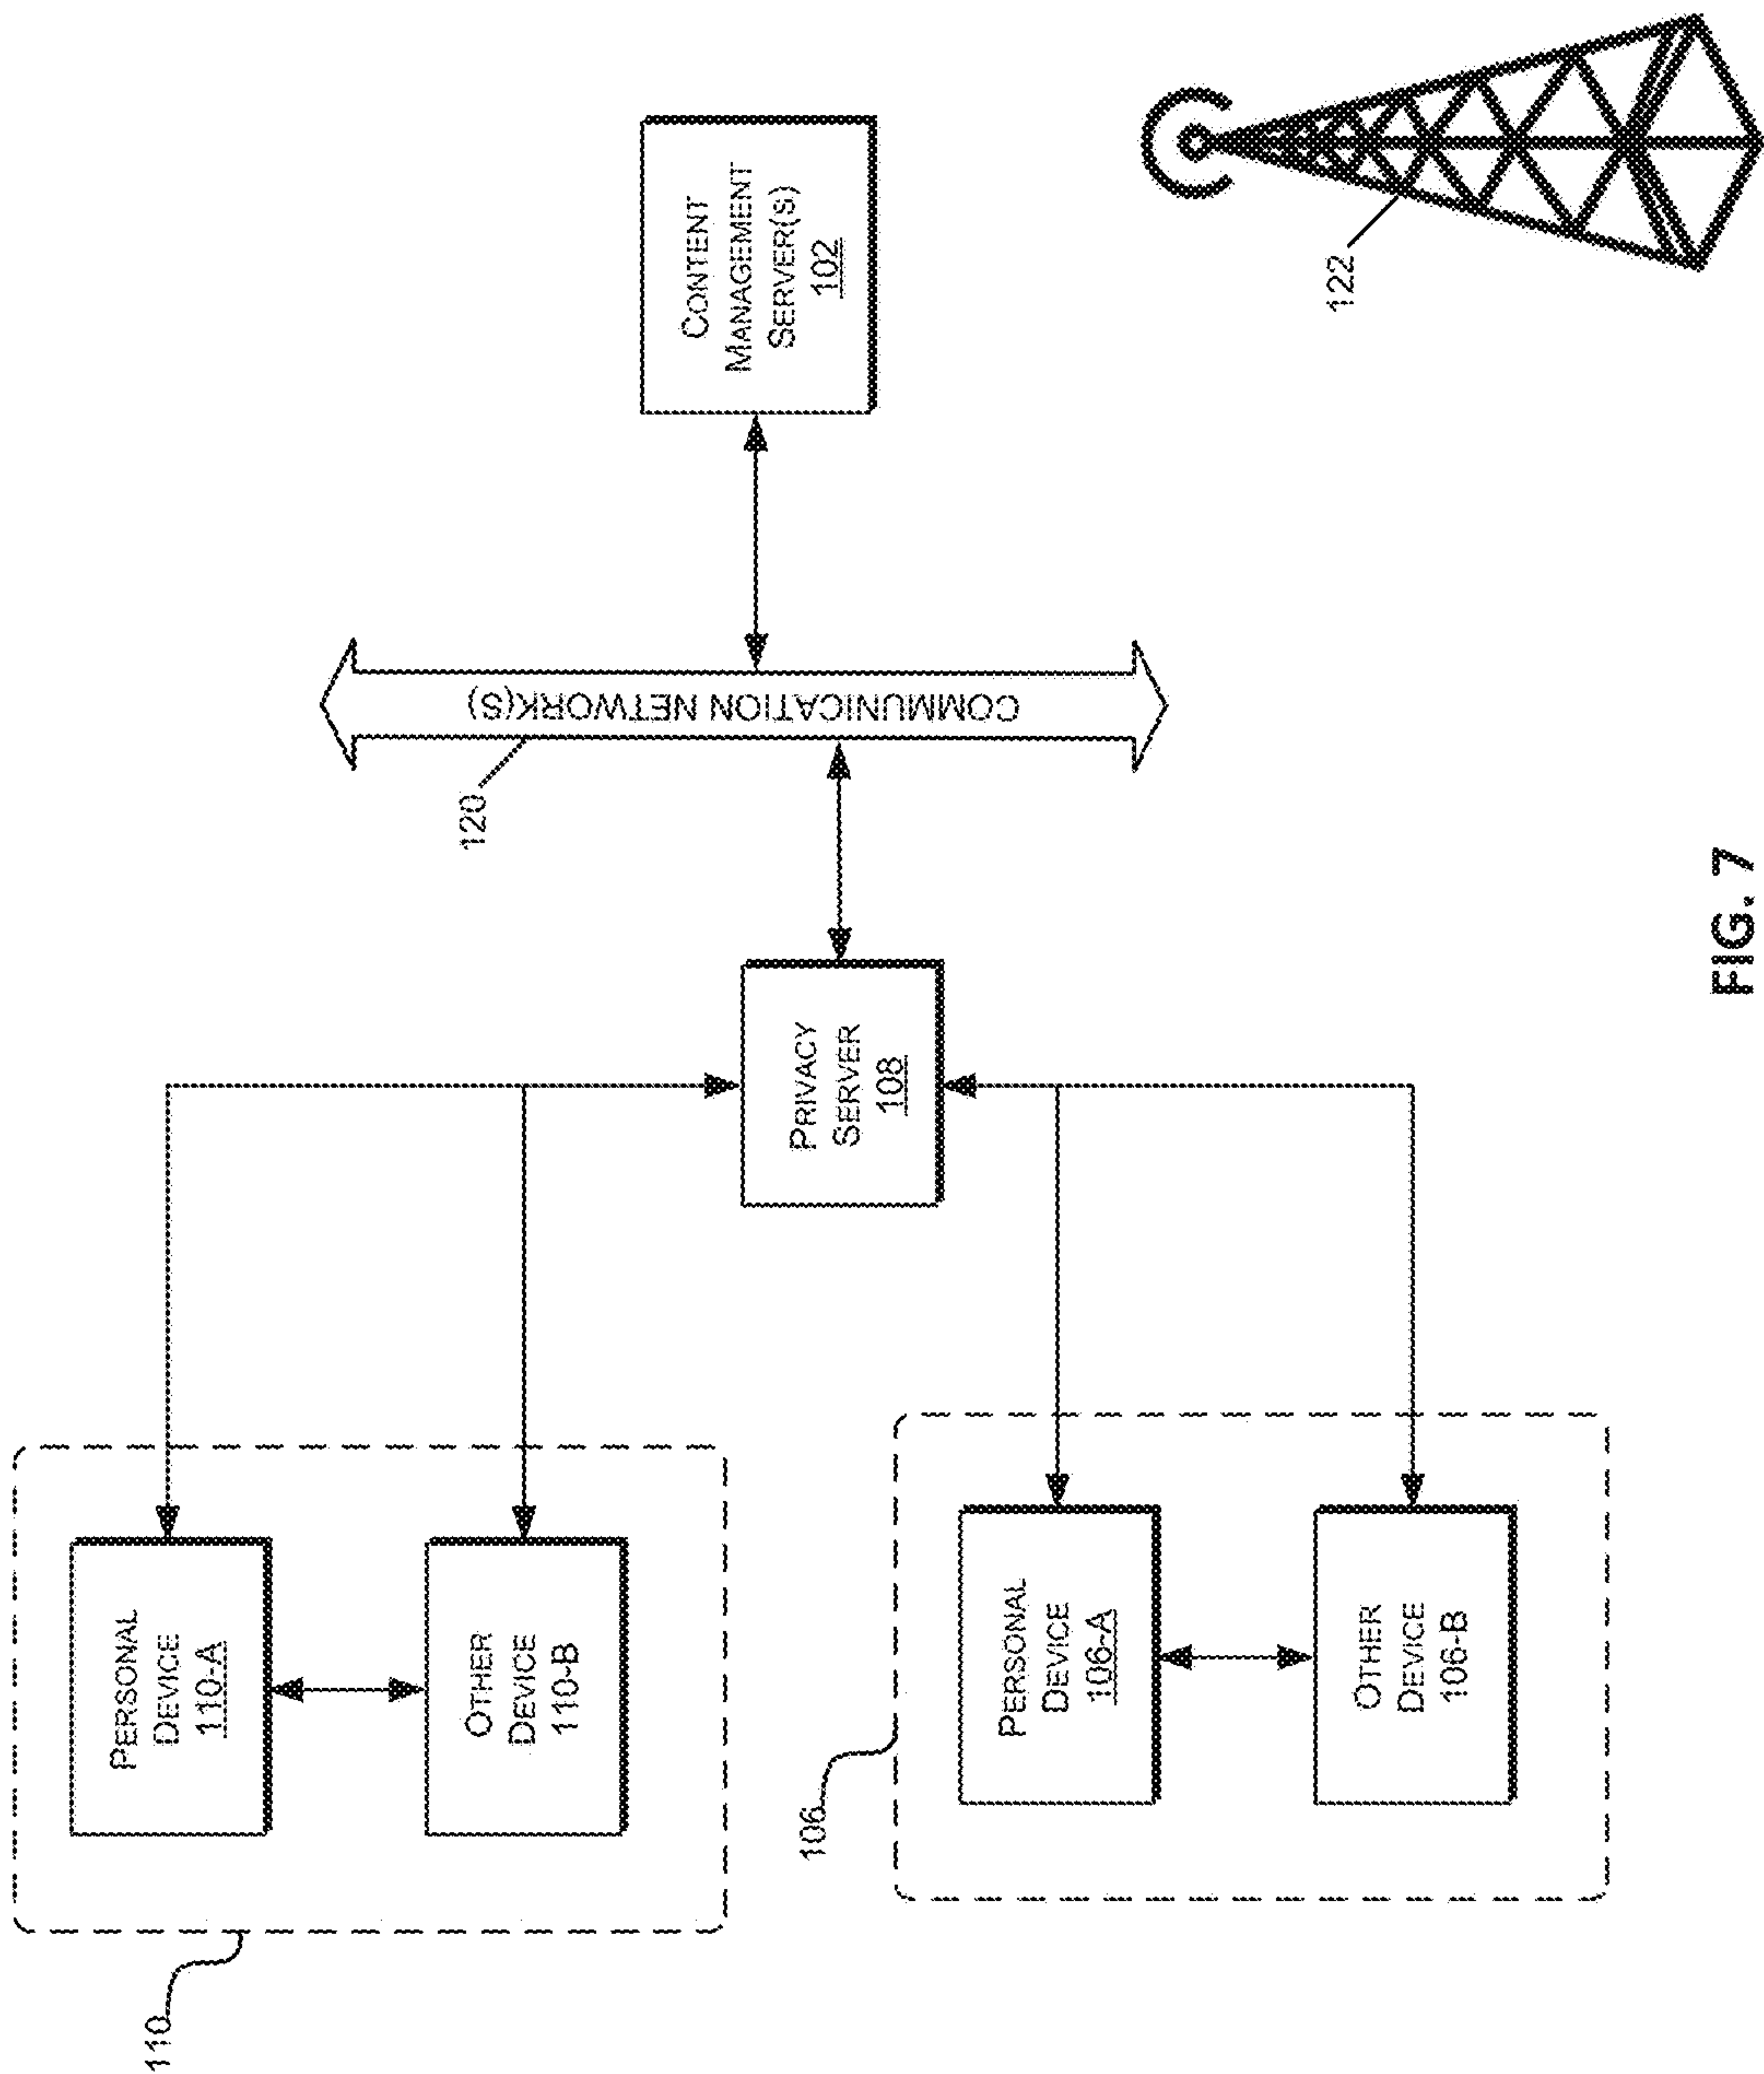 110
PERSONAL
DEVICE
110-A
OTHER
DEVICE
110-B
106
PERSONAL
DEVICE
106-A
OTHER
DEVICE
106-B
PRIVACY
SERVER
108
120
COMMUNICATION NETWORK(S)
CONTENT
MANAGEMENT
SERVER(S)
102
122
FIG. 7